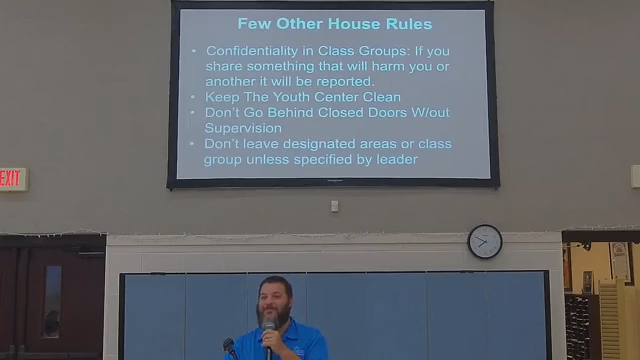 Few Other House Rules
• Confidentiality in Class Groups: If you
share something that will harm you or
another it will be reported.
• Keep The Youth Center Clean
• Don't Go Behind Closed Doors W/out
Supervision
• Don't leave designated areas or class
group unless specified by leader
EXIT